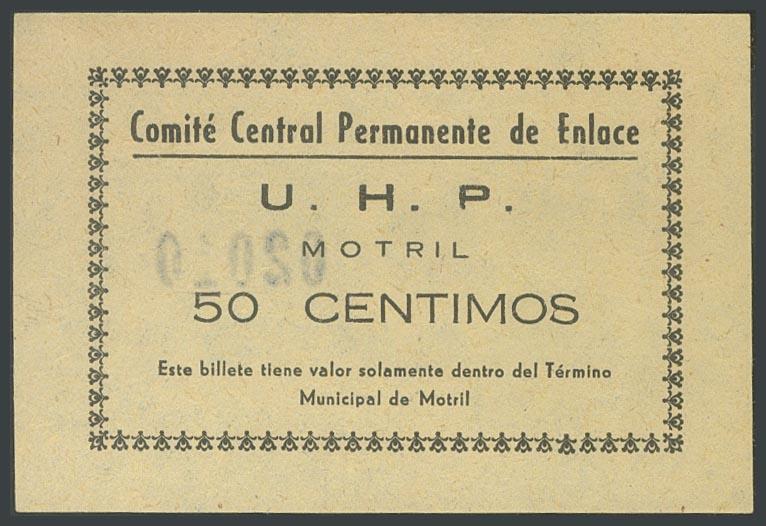 Comité Central Permanente de Enlace
U. H. P.
MOTRIL
50 CENTIMOS
Este billete tiene valor solamente dentro del Término
Municipal de Motril